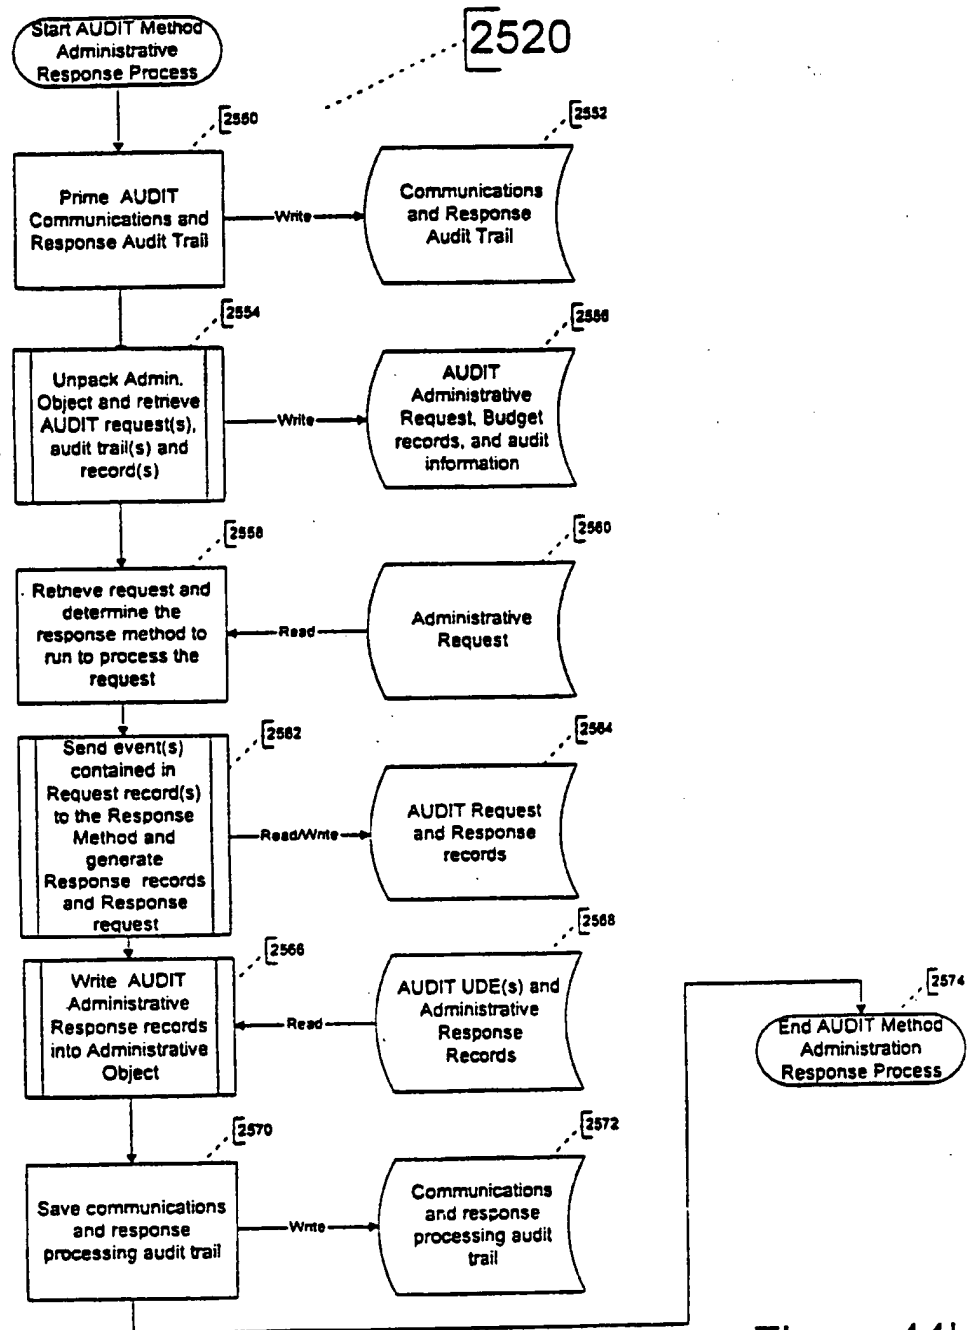 Start AUDIT Method
Administrative
Response Process
2520
2550
2552
Prime AUDIT
Communications and
Response Audit Trail
Write
Communications
and Response
Audit Trail
2554
2556
Unpack Admin.
Object and retrieve
AUDIT request(s),
audit trail(s) and
record(s)
Write
AUDIT
Administrative
Request, Budget
records, and audit
information
2558
2560
Retrieve request and
determine the
response method to
run to process the
request
Read
Administrative
Request
2562
2564
Send event(s)
contained in
Request record(s)
to the Response
Method and
generate
Response records
and Response
request
Read/Write
AUDIT Request
and Response
records
2566
2568
Write AUDIT
Administrative
Response records
into Administrative
Object
Read
AUDIT UDE(s) and
Administrative
Response
Records
2574
End AUDIT Method
Administration
Response Process
2570
2572
Save communications
and response
processing audit trail
Write
Communications
and response
processing audit
trail